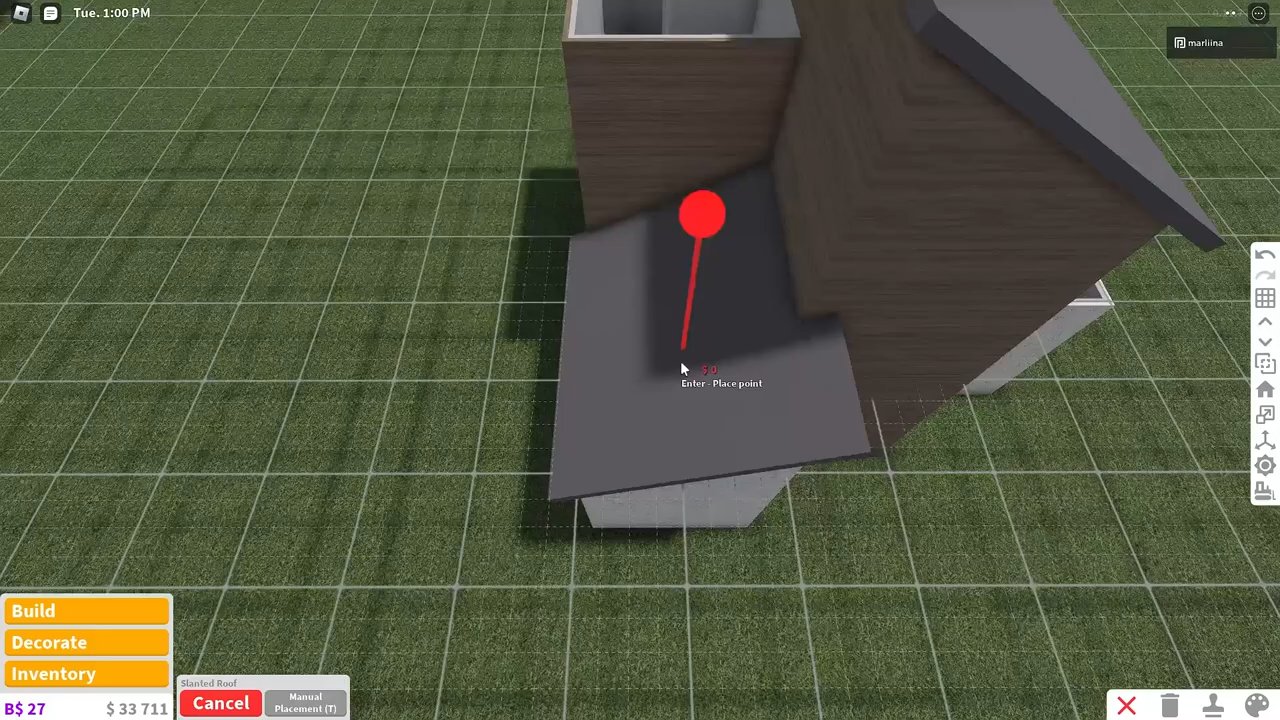 Tue. 1:00 PM
marliina
$ 0
Enter - Place point
Build
Decorate
Inventory
Slanted Roof
Cancel
Manual
Placement (T)
B$ 27
$ 33 711